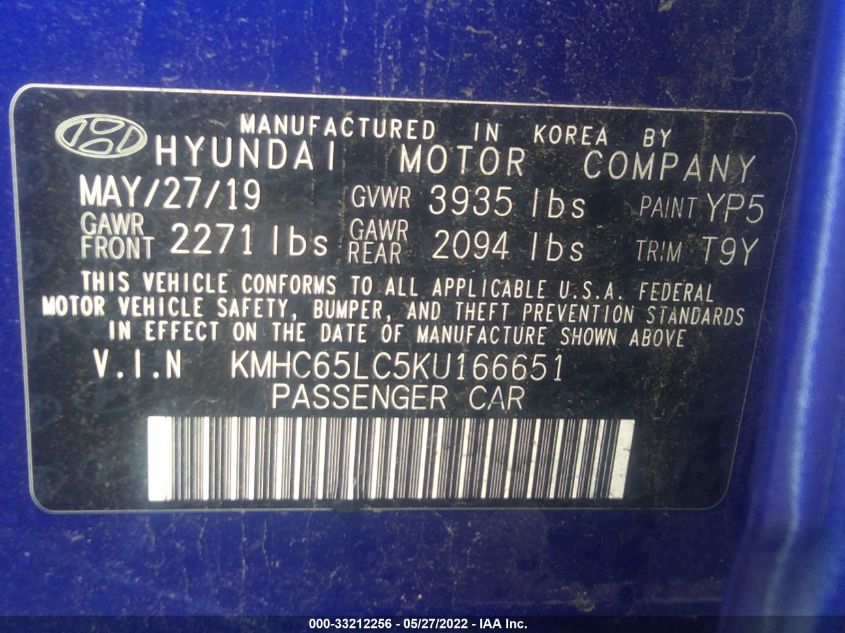 MANUFACTURED IN KOREA BY
HYUNDAI MOTOR COMPANY
MAY/27/19 GVWR 3935 lbs PAINT YP5
GAWR FRONT 2271 lbs GAWR REAR 2094 lbs TRIM T9Y
THIS VEHICLE CONFORMS TO ALL APPLICABLE U.S.A. FEDERAL
MOTOR VEHICLE SAFETY, BUMPER, AND THEFT PREVENTION STANDARDS
IN EFFECT ON THE DATE OF MANUFACTURE SHOWN ABOVE
V.I.N KMHC65LC5KU166651
PASSENGER CAR
000-33212256 - 05/27/2022 - IAA Inc.